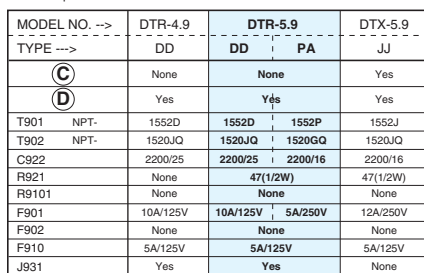 MODEL NO. --> DTR-4.9 DTR-5.9 DTX-5.9
TYPE ---> DD DD PA JJ
C None None Yes
D Yes Yes Yes
T901 NPT- 1552D 1552D 1552P 1552J
T902 NPT- 1520JQ 1520JQ 1520GQ 1520JQ
C922 2200/25 2200/25 2200/16 2200/16
R921 None 47(1/2W) None
R9101 None None None
F901 10A/125V 10A/125V 5A/250V 12A/250V
F902 None None None
F910 5A/125V 5A/125V 5A/125V
J931 Yes Yes None